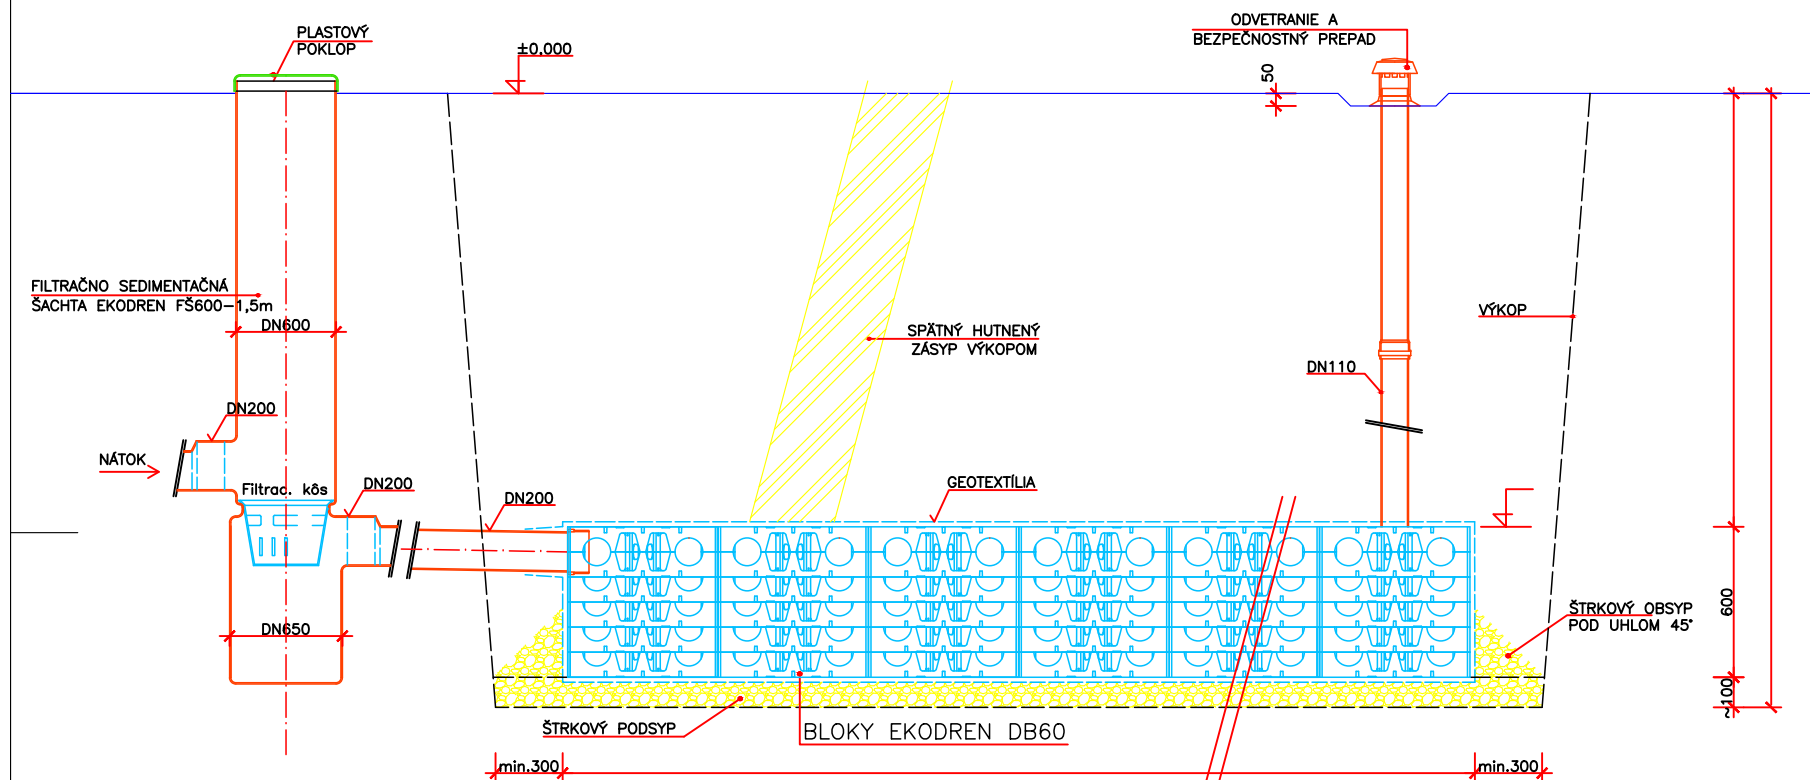 PLASTOVÝ
POKLOP
±0.000
ODVETRANIE A
BEZPEČNOSTNÝ PREPAD
50
FILTRAČNO SEDIMENTAČNÁ
ŠACHTA EKODREN FŠ600-1,5m
DN600
VÝKOP
SPÄTNÝ HUTNENÝ
ZÁSYP VÝKOPOM
DN110
DN200
NÁTOK
Filtrac. kôs
DN200
DN200
GEOTEXTÍLIA
600
ŠTRKOVÝ OBSYP
POD UHLOM 45°
DN650
~100
ŠTRKOVÝ PODSYP
BLOKY EKODREN DB60
min.300
min.300